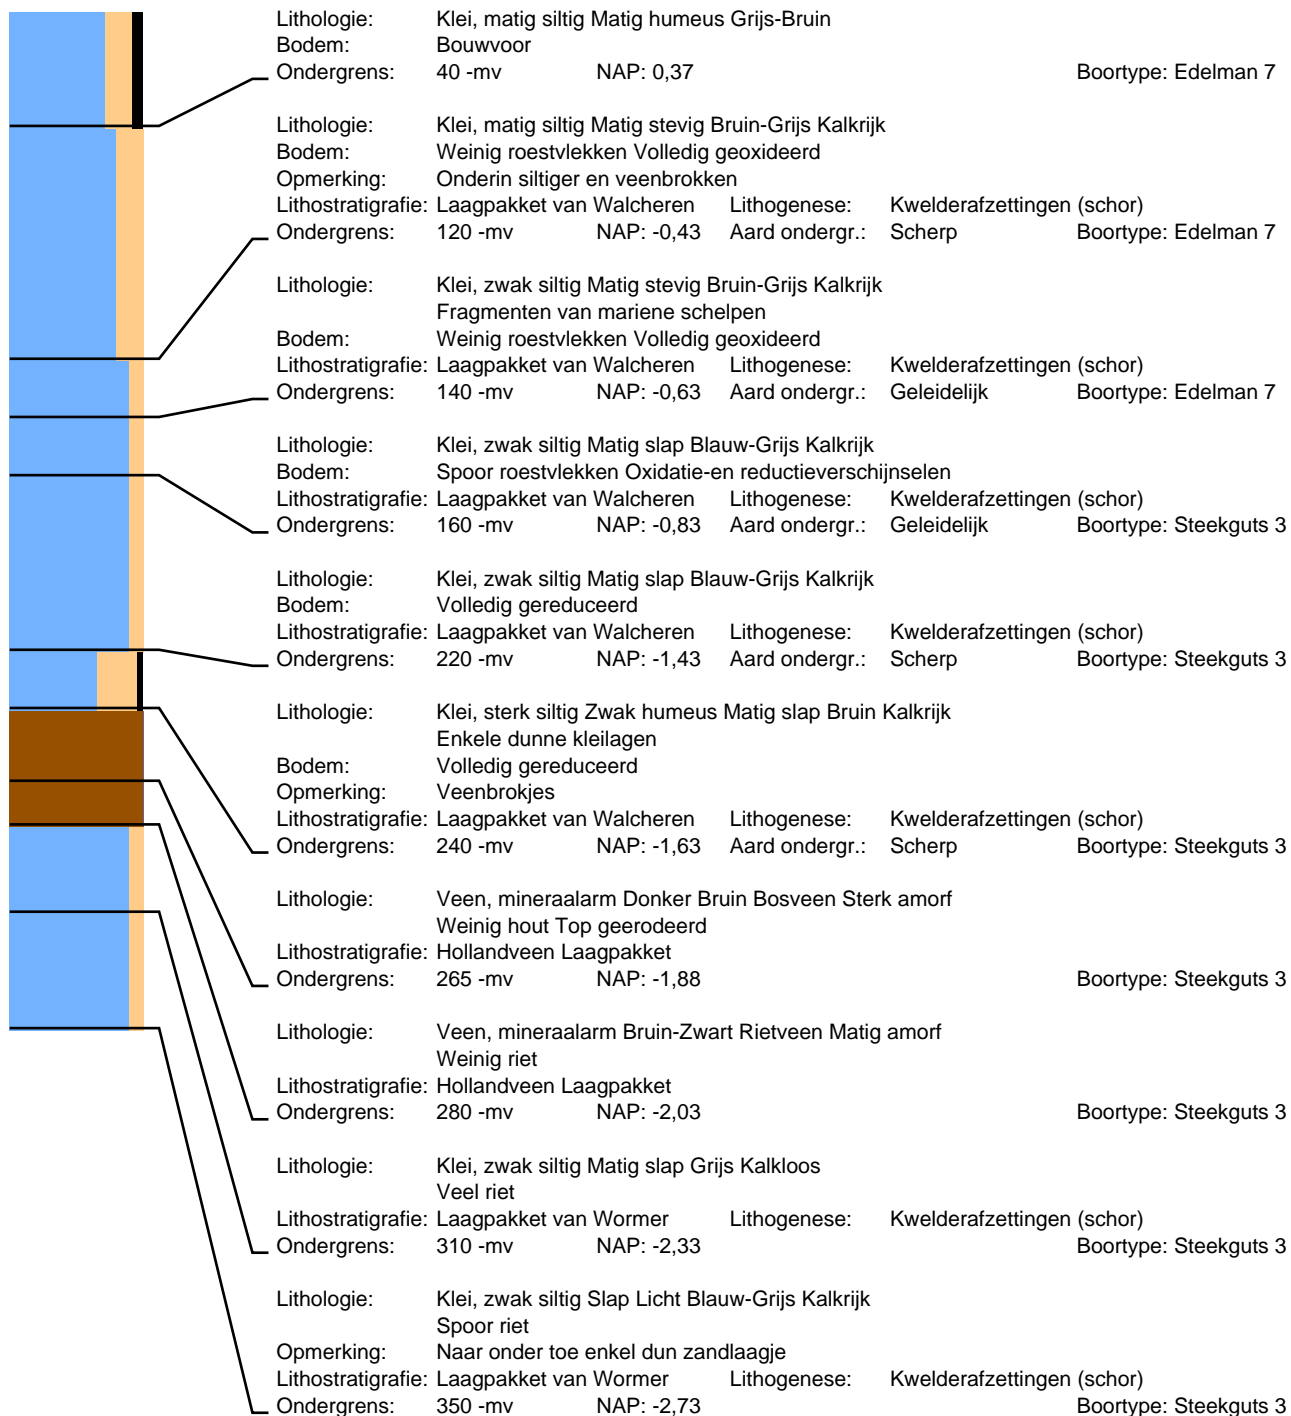 Lithologie: Klei, matig siltig Matig humeus Grijs-Bruin
Bodem: Bouwvoor
Ondergrens: 40 -mv NAP: 0,37 Boortype: Edelman 7
Lithologie: Klei, matig siltig Matig stevig Bruin-Grijs Kalkrijk
Bodem: Weinig roestvlekken Volledig geoxideerd
Opmerking: Onderin siltiger en veenbrokken
Lithostratigrafie: Laagpakket van Walcheren Lithogenese: Kwelderafzettingen (schor)
Ondergrens: 120 -mv NAP: -0,43 Aard ondergr.: Scherp Boortype: Edelman 7
Lithologie: Klei, zwak siltig Matig stevig Bruin-Grijs Kalkrijk
Fragmenten van mariene schelpen
Bodem: Weinig roestvlekken Volledig geoxideerd
Lithostratigrafie: Laagpakket van Walcheren Lithogenese: Kwelderafzettingen (schor)
Ondergrens: 140 -mv NAP: -0,63 Aard ondergr.: Geleidelijk Boortype: Edelman 7
Lithologie: Klei, zwak siltig Matig slap Blauw-Grijs Kalkrijk
Bodem: Spoor roestvlekken Oxidatie-en reductieverschijnselen
Lithostratigrafie: Laagpakket van Walcheren Lithogenese: Kwelderafzettingen (schor)
Ondergrens: 160 -mv NAP: -0,83 Aard ondergr.: Geleidelijk Boortype: Steekguts 3
Lithologie: Klei, zwak siltig Matig slap Blauw-Grijs Kalkrijk
Bodem: Volledig gereduceerd
Lithostratigrafie: Laagpakket van Walcheren Lithogenese: Kwelderafzettingen (schor)
Ondergrens: 220 -mv NAP: -1,43 Aard ondergr.: Scherp Boortype: Steekguts 3
Lithologie: Klei, sterk siltig Zwak humeus Matig slap Bruin Kalkrijk
Enkele dunne kleilagen
Bodem: Volledig gereduceerd
Opmerking: Veenbrokjes
Lithostratigrafie: Laagpakket van Walcheren Lithogenese: Kwelderafzettingen (schor)
Ondergrens: 240 -mv NAP: -1,63 Aard ondergr.: Scherp Boortype: Steekguts 3
Lithologie: Veen, mineraalarm Donker Bruin Bosveen Sterk amorf
Weinig hout Top geerodeerd
Lithostratigrafie: Hollandveen Laagpakket
Ondergrens: 265 -mv NAP: -1,88 Boortype: Steekguts 3
Lithologie: Veen, mineraalarm Bruin-Zwart Rietveen Matig amorf
Weinig riet
Lithostratigrafie: Hollandveen Laagpakket
Ondergrens: 280 -mv NAP: -2,03 Boortype: Steekguts 3
Lithologie: Klei, zwak siltig Matig slap Grijs Kalkloos
Veel riet
Lithostratigrafie: Laagpakket van Wormer Lithogenese: Kwelderafzettingen (schor)
Ondergrens: 310 -mv NAP: -2,33 Boortype: Steekguts 3
Lithologie: Klei, zwak siltig Slap Licht Blauw-Grijs Kalkrijk
Spoor riet
Opmerking: Naar onder toe enkel dun zandlaagje
Lithostratigrafie: Laagpakket van Wormer Lithogenese: Kwelderafzettingen (schor)
Ondergrens: 350 -mv NAP: -2,73 Boortype: Steekguts 3